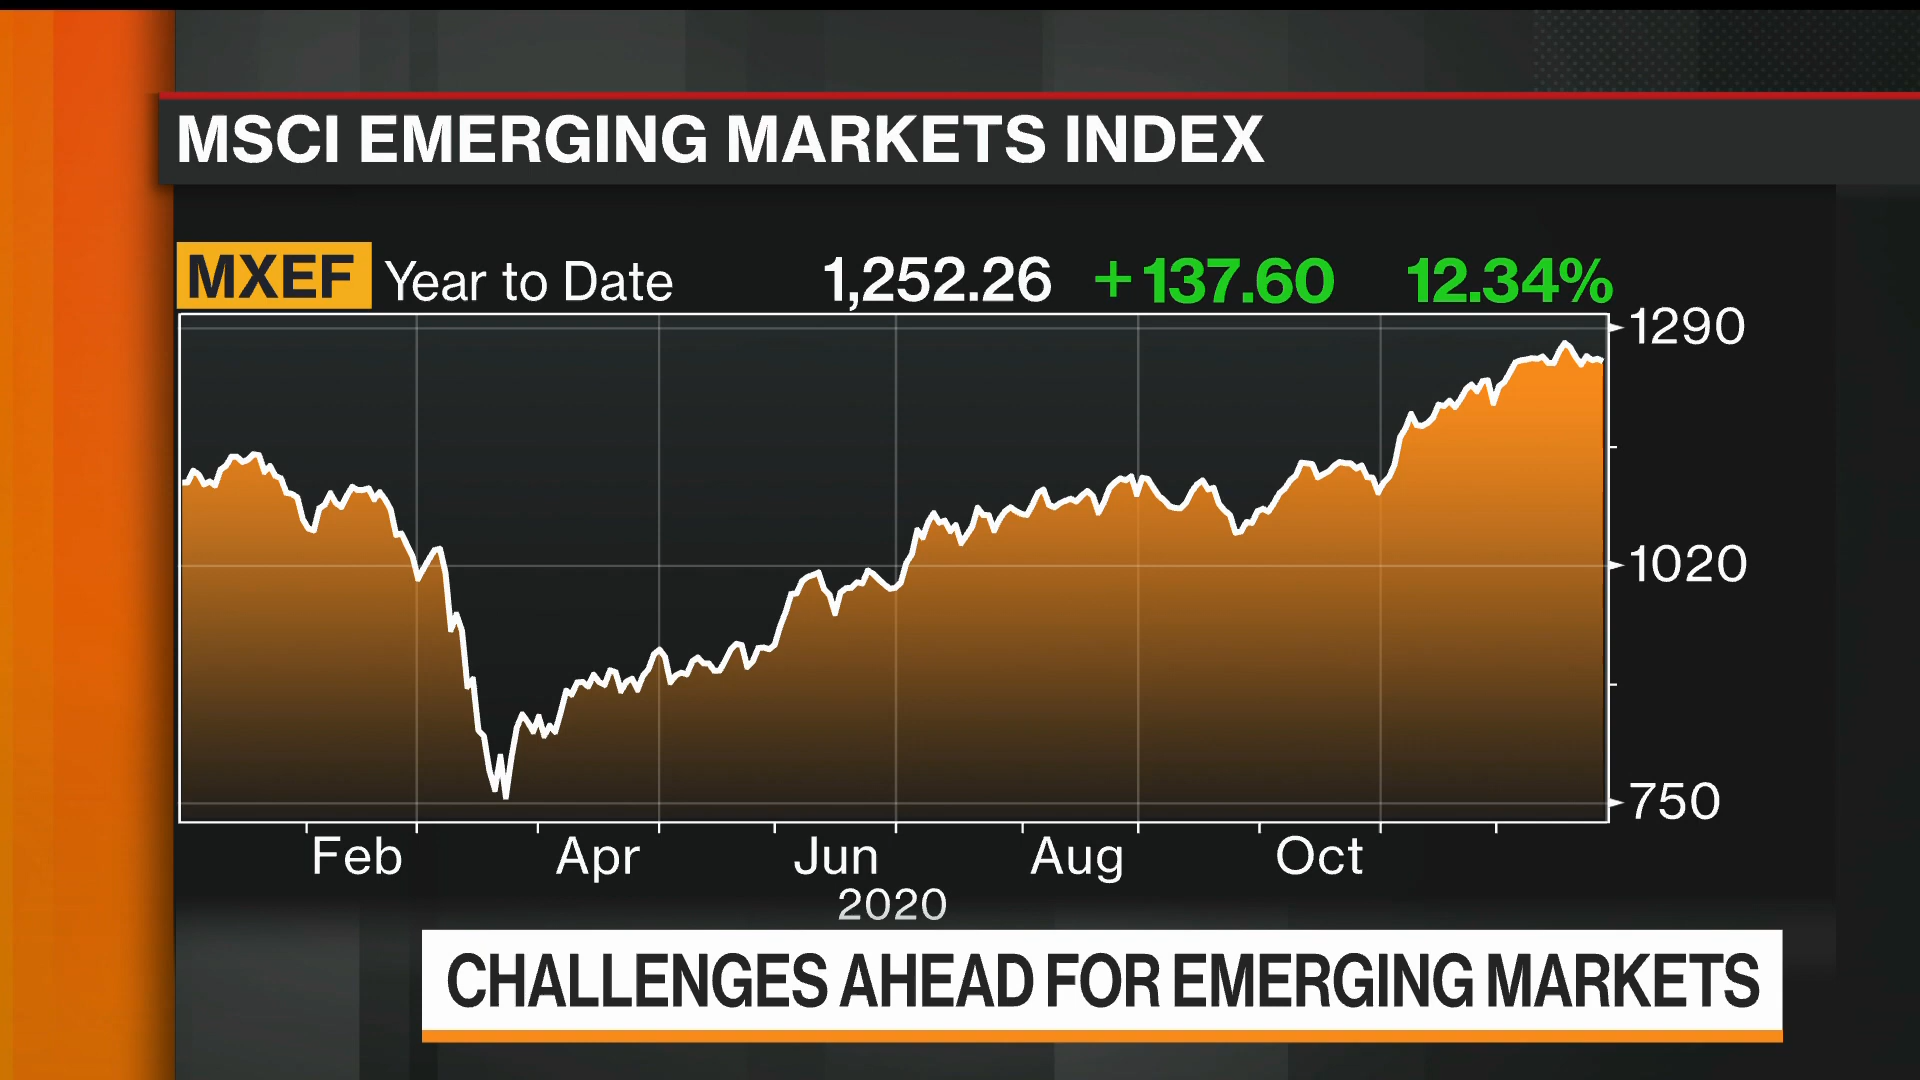 MSCI EMERGING MARKETS INDEX
MXEF Year to Date 1,252.26 +137.60 12.34%
1290
1020
750
Feb Apr Jun Aug Oct
2020
CHALLENGES AHEAD FOR EMERGING MARKETS